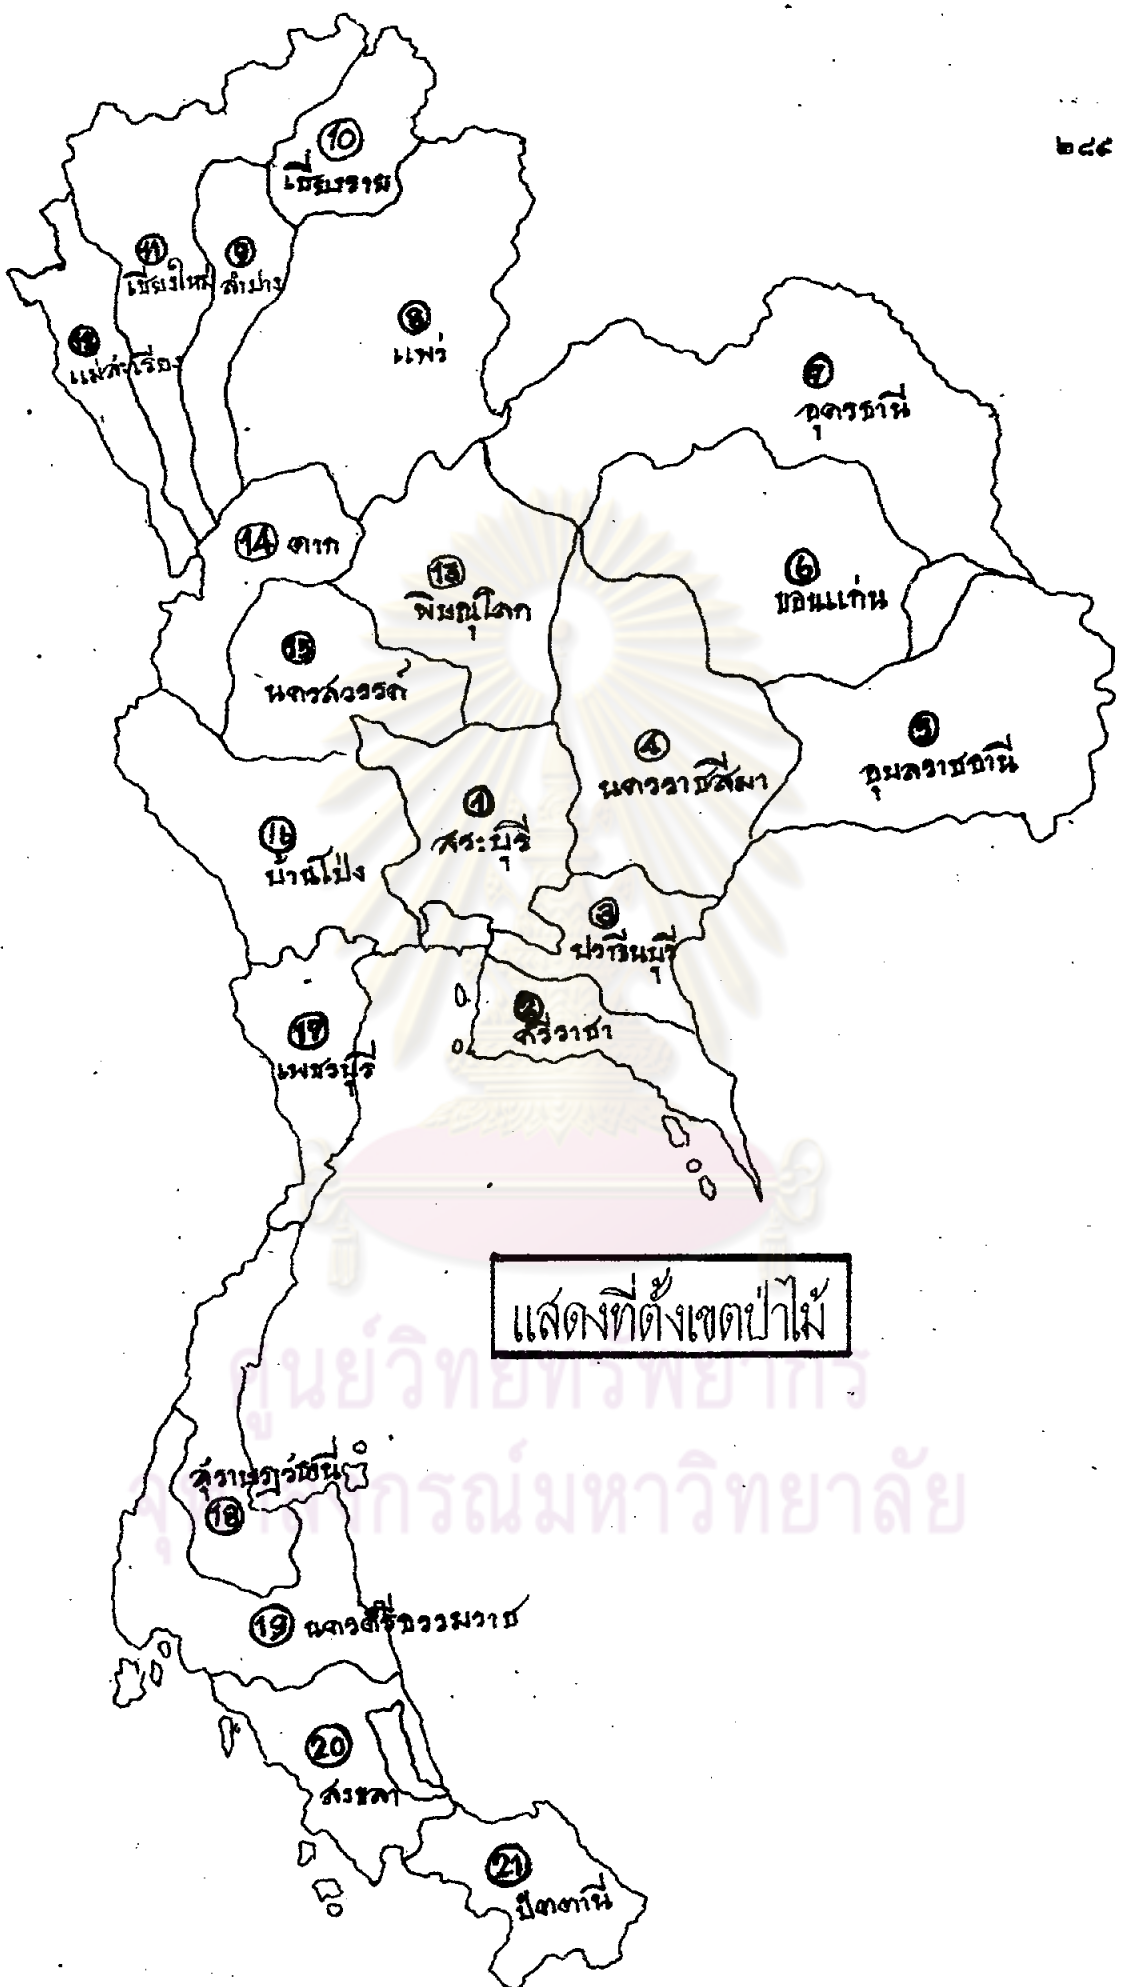 ๒๘๙
10
เชียงราย
11
เชียงใหม่
9
ลำปาง
12
แม่สะเรียง
8
แพร่
7
อุดรธานี
14 ตาก
13
พิษณุโลก
6
ขอนแก่น
15
นครสวรรค์
4
นครราชสีมา
5
อุบลราชธานี
1
สระบุรี
16
บ้านโป่ง
3
ปราจีนบุรี
2
ศรีราชา
17
เพชรบุรี
แสดงที่ตั้งเขตป่าไม้
ศูนย์วิทยทรัพยากร
จุฬาลงกรณ์มหาวิทยาลัย
สุราษฎร์ธานี
18
19 นครศรีธรรมราช
20
สงขลา
21
ปัตตานี